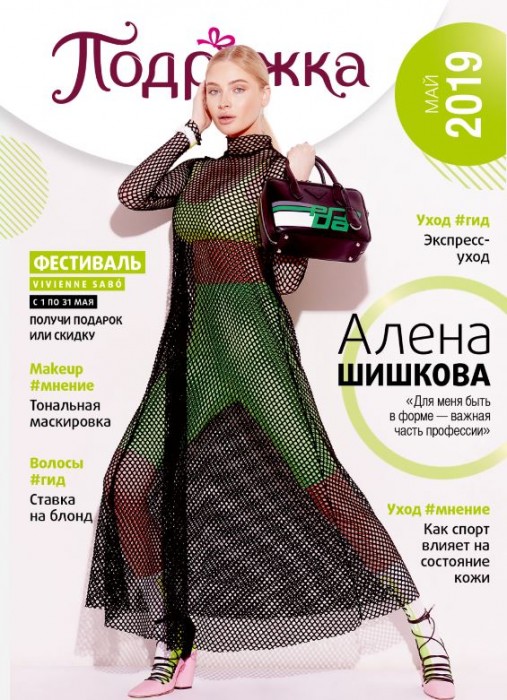 Подружка
МАЙ
2019
Уход #гид
Экспресс-
уход
ФЕСТИВАЛЬ
VIVIENNE SABÓ
С 1 ПО 31 МАЯ
ПОЛУЧИ ПОДАРОК
ИЛИ СКИДКУ
Алена
ШИШКОВА
«Для меня быть
в форме — важная
часть профессии»
Makeup
#мнение
Тональная
маскировка
Волосы
#гид
Ставка
на блонд
Уход #мнение
Как спорт
влияет на
состояние
кожи